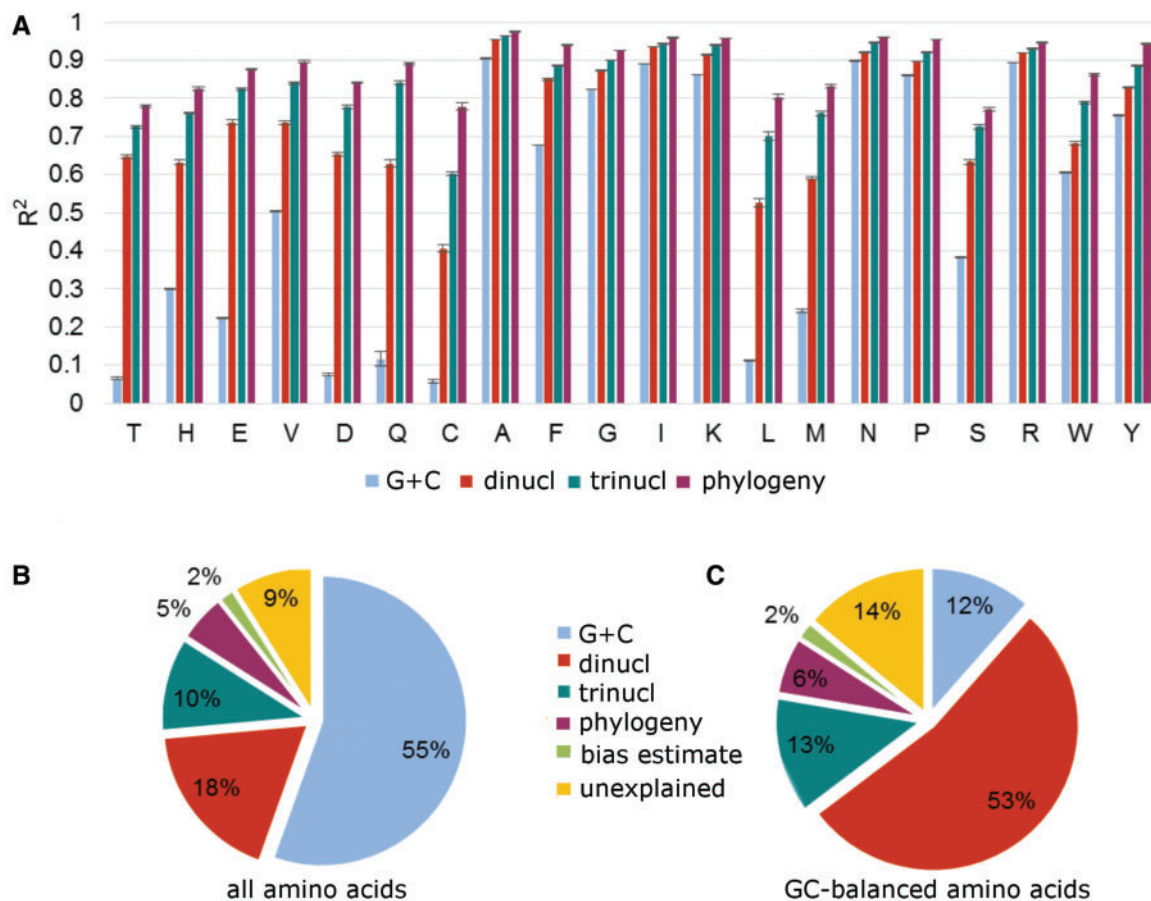 A
R²
1
0.9
0.8
0.7
0.6
0.5
0.4
0.3
0.2
0.1
0
T H E V D Q C A F G I K L M N P S R W Y
G+C dinucl trinucl phylogeny
B
2%
9%
5%
10%
18%
55%
all amino acids
G+C
dinucl
trinucl
phylogeny
bias estimate
unexplained
C
2%
14%
12%
6%
13%
53%
GC-balanced amino acids